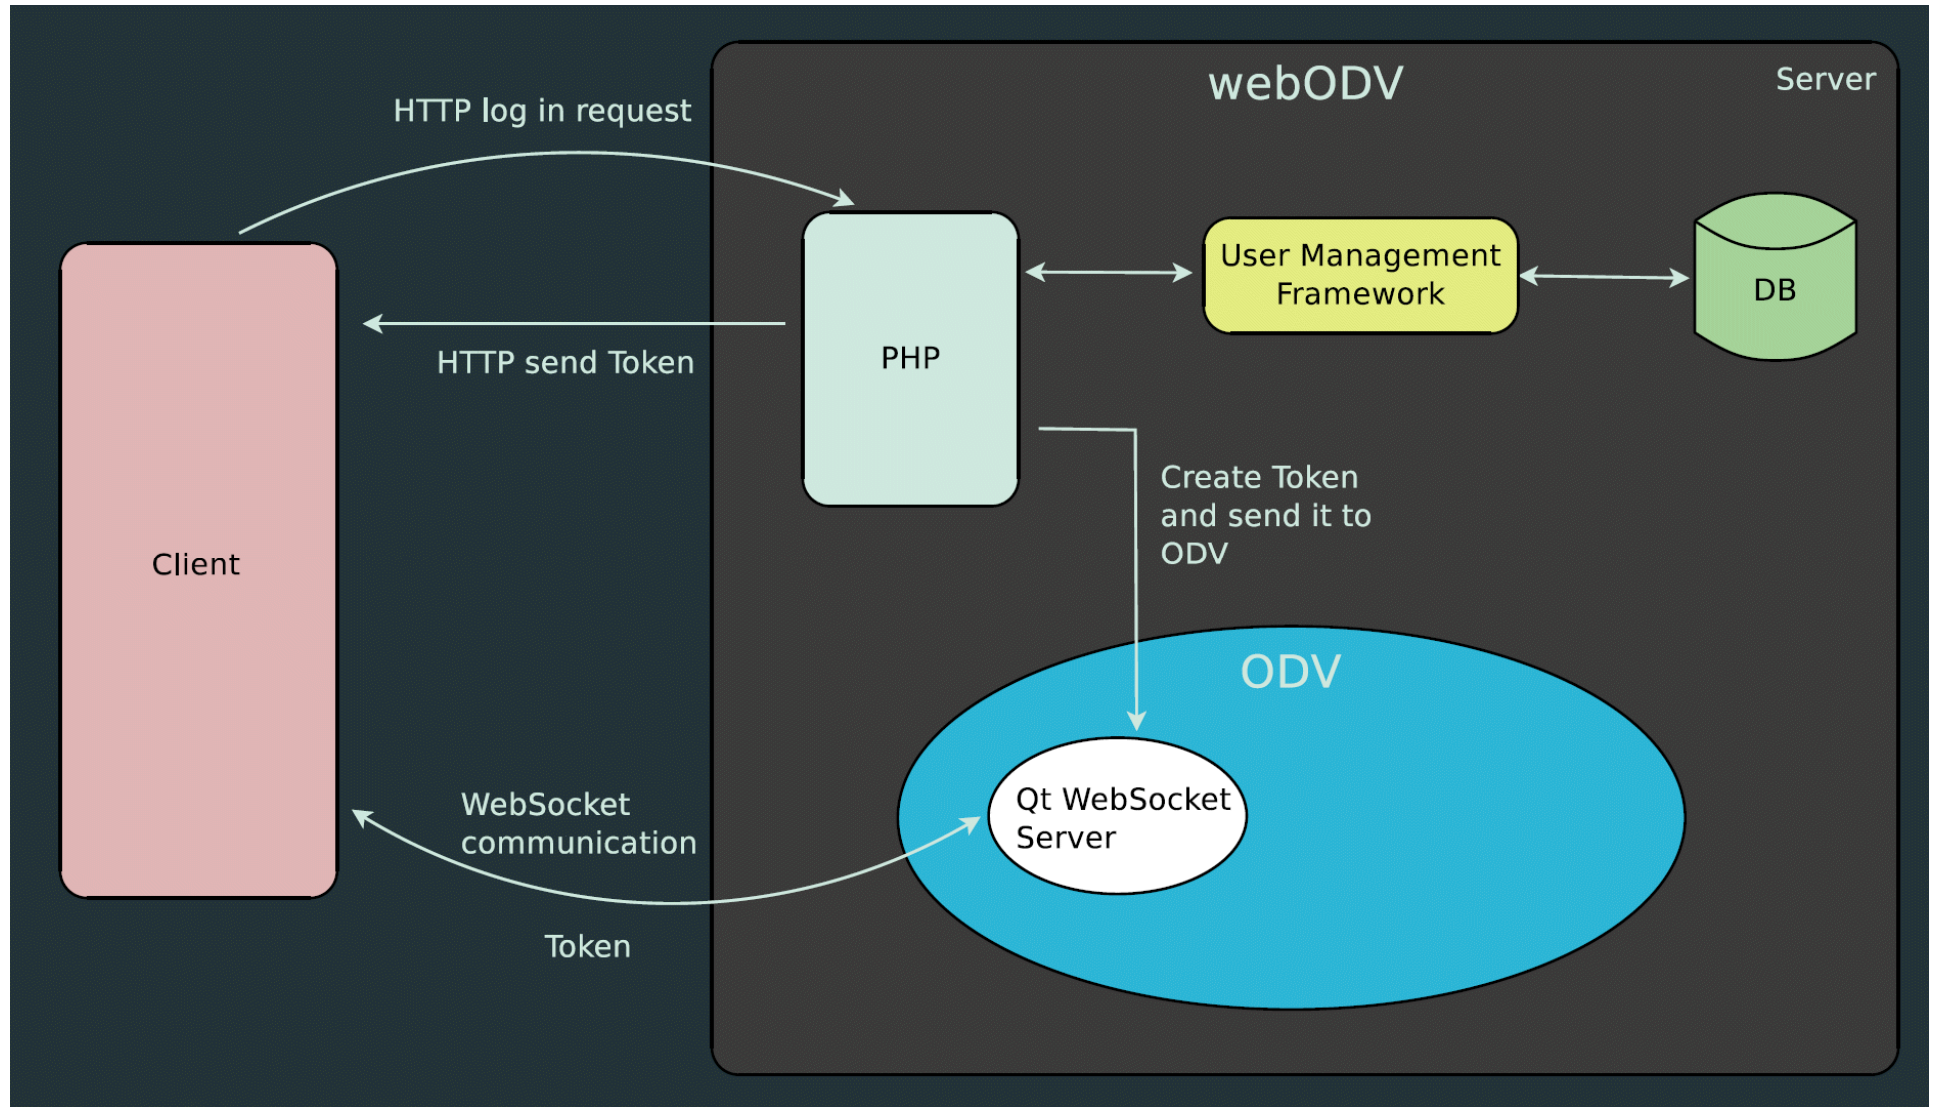 webODV
Server
HTTP log in request
User Management
Framework
DB
PHP
HTTP send Token
Create Token
and send it to
ODV
Client
ODV
Qt WebSocket
Server
WebSocket
communication
Token